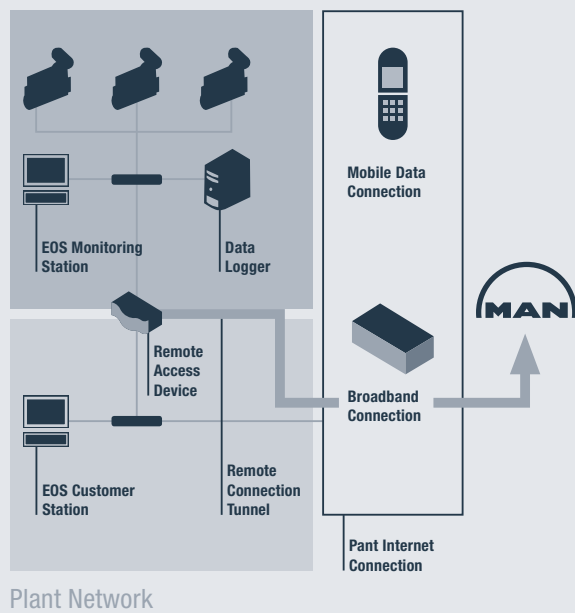 Mobile Data
Connection
EOS Monitoring
Station
Data
Logger
MAN
Remote
Access
Device
Broadband
Connection
EOS Customer
Station
Remote
Connection
Tunnel
Pant Internet
Connection
Plant Network